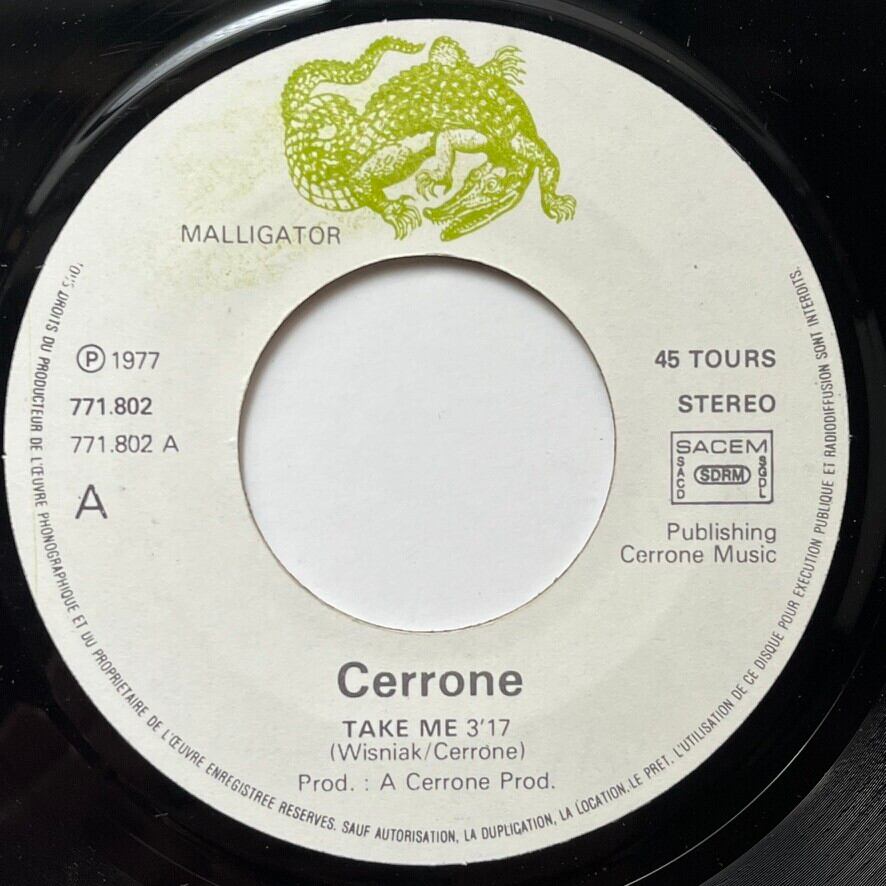 MALLIGATOR
Ⓟ 1977
771.802
771.802 A
A
45 TOURS
STEREO
SACEM
SACD
SDRM
SGDL
Publishing
Cerrone Music
Cerrone
TAKE ME 3'17
(Wisniak/Cerrone)
Prod. : A Cerrone Prod.
DROITS DU PRODUCTEUR DE L'ŒUVRE PHONOGRAPHIQUE ET DU PROPRIETAIRE DE L'ŒUVRE ENREGISTREE RESERVES. SAUF AUTORISATION, LA DUPLICATION, LA LOCATION, LE PRET, L'UTILISATION DE CE DISQUE POUR EXECUTION PUBLIQUE ET RADIODIFFUSION SONT INTERDITS.